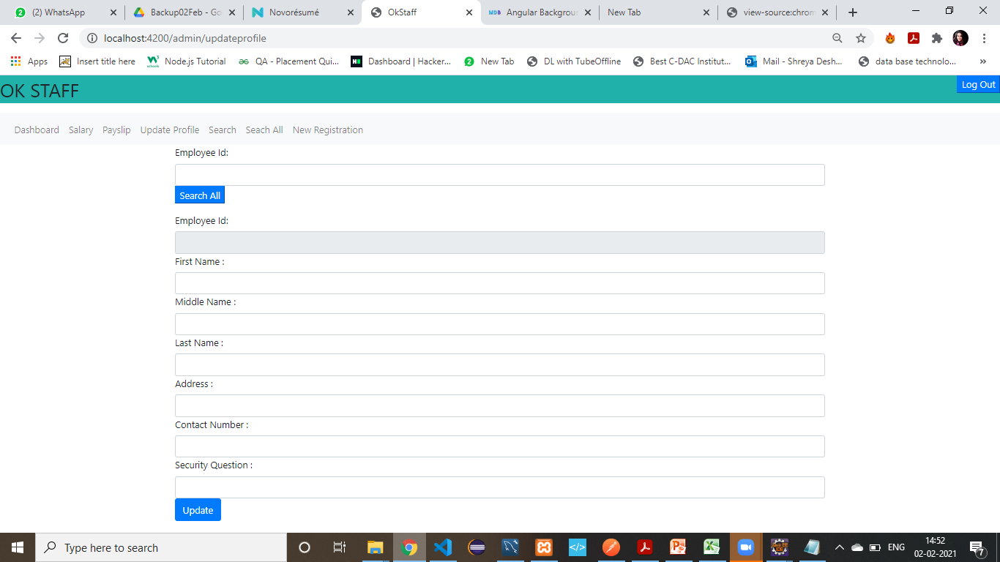 (2) WhatsApp
Backup02Feb - Go
Novorésumé
OkStaff
Angular Backgroun
New Tab
view-source:chrom
localhost:4200/admin/updateprofile
Apps
Insert title here
Node.js Tutorial
QA - Placement Qui...
Dashboard | Hacker...
New Tab
DL with TubeOffline
Best C-DAC Institut...
Mail - Shreya Desh...
data base technolo...
»
OK STAFF
Log Out
Dashboard Salary Payslip Update Profile Search Seach All New Registration
Employee Id:
Search All
Employee Id:
First Name :
Middle Name :
Last Name :
Address :
Contact Number :
Security Question :
Update
Type here to search
ENG
14:52
02-02-2021
7